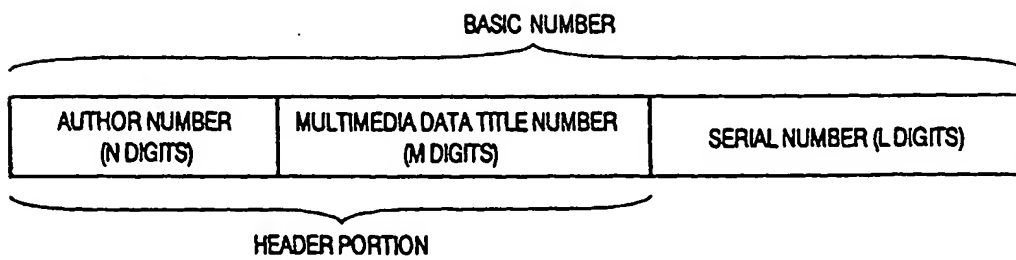 BASIC NUMBER
AUTHOR NUMBER
(N DIGITS)
MULTIMEDIA DATA TITLE NUMBER
(M DIGITS)
SERIAL NUMBER (L DIGITS)
HEADER PORTION